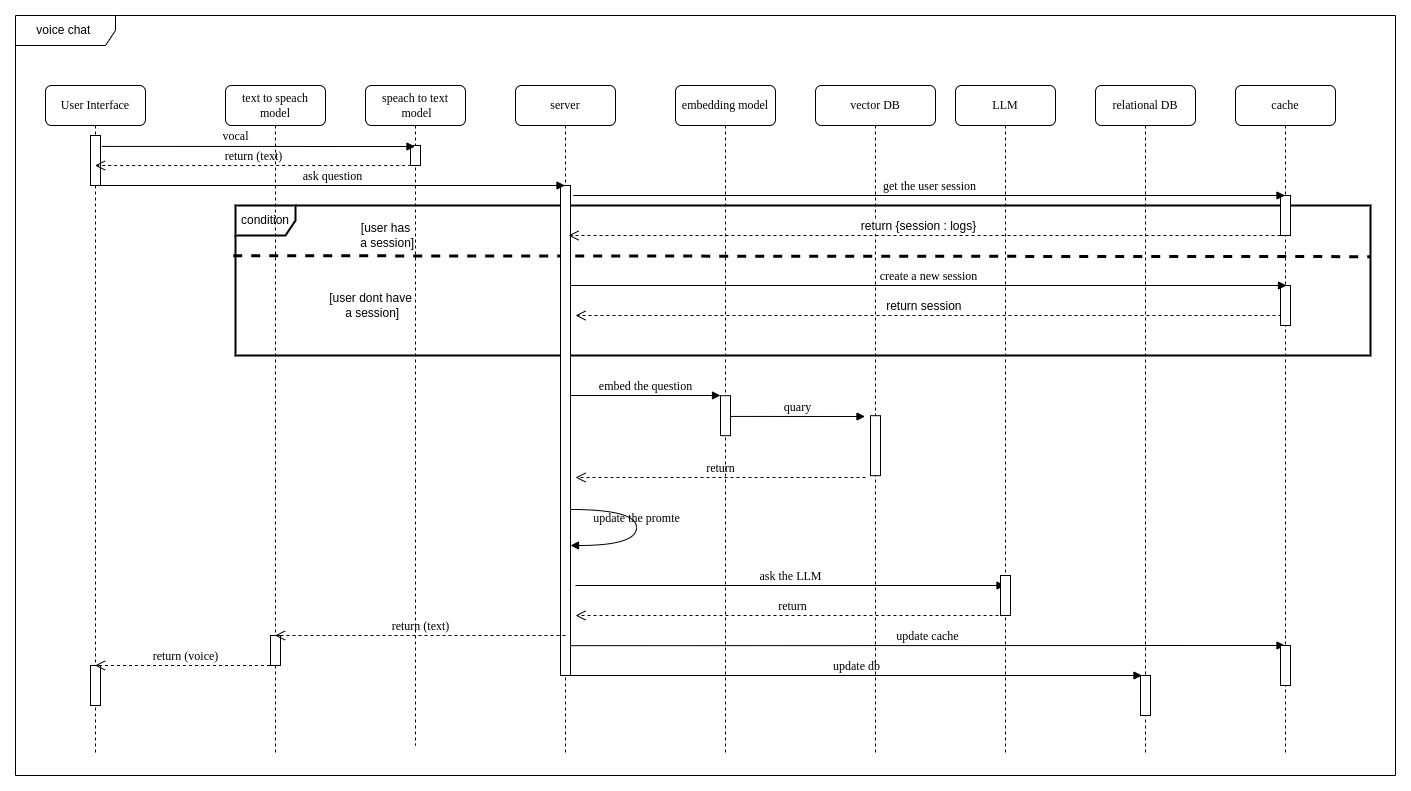 voice chat
User Interface
text to speach
model
speach to text
model
server
embedding model
vector DB
LLM
relational DB
cache
vocal
return (text)
ask question
get the user session
condition
[user has
a session]
return {session : logs}
create a new session
[user dont have
a session]
return session
embed the question
quary
return
update the promte
ask the LLM
return
return (text)
update cache
return (voice)
update db